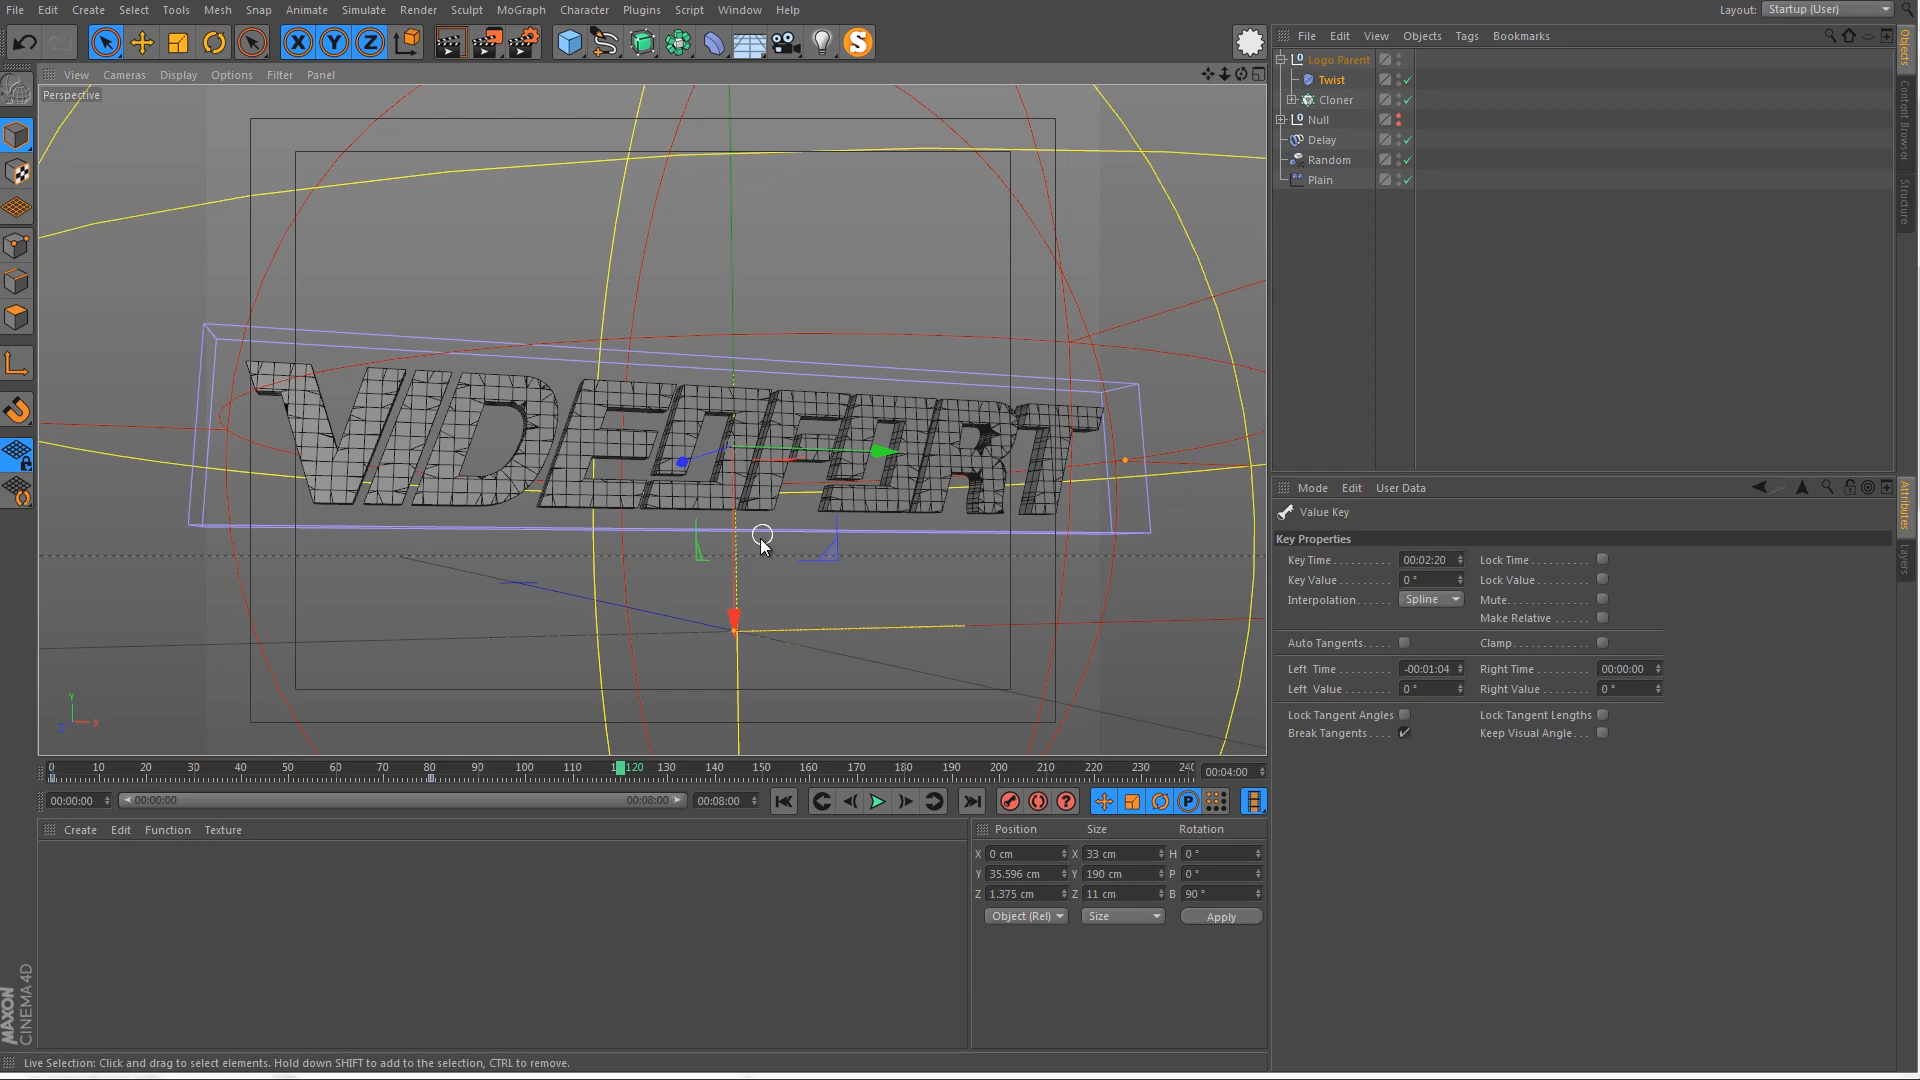 File Edit Create Select Tools Mesh Snap Animate Simulate Render Sculpt MoGraph Character Plugins Script Window Help Layout: Startup (User)
X Y Z S
File Edit View Objects Tags Bookmarks
View Cameras Display Options Filter Panel
Perspective
Logo Parent
Twist
Cloner
Null
Delay
Random
Plain
Objects
Content Browser
Structure
VIDEOFORT
Mode Edit User Data
Value Key
Key Properties
Key Time 00:02:20 Lock Time
Key Value 0 ° Lock Value
Interpolation Spline Mute
Make Relative
Auto Tangents Clamp
Left Time -00:01:04 Right Time 00:00:00
Left Value 0 ° Right Value 0 °
Lock Tangent Angles Lock Tangent Lengths
Break Tangents Keep Visual Angle
Attributes
Layers
Y
Z X
0 10 20 30 40 50 60 70 80 90 100 110 120 130 140 150 160 170 180 190 200 210 220 230 240 00:04:00
00:00:00 00:00:00 00:08:00 00:08:00 ? P
Create Edit Function Texture
Position Size Rotation
X 0 cm X 33 cm H 0 °
Y 35.596 cm Y 190 cm P 0 °
Z 1.375 cm Z 11 cm B 90 °
Object (Rel) Size Apply
MAXON
CINEMA 4D
Live Selection: Click and drag to select elements. Hold down SHIFT to add to the selection, CTRL to remove.